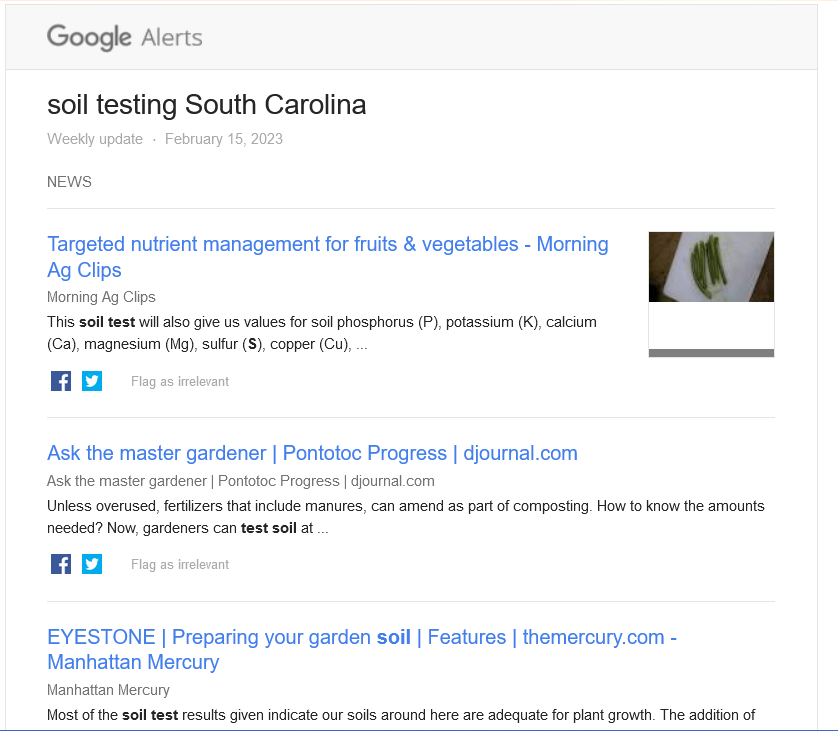 Google Alerts
soil testing South Carolina
Weekly update · February 15, 2023
NEWS
Targeted nutrient management for fruits & vegetables - Morning
Ag Clips
Morning Ag Clips
This soil test will also give us values for soil phosphorus (P), potassium (K), calcium
(Ca), magnesium (Mg), sulfur (S), copper (Cu), ...
Flag as irrelevant
Ask the master gardener | Pontotoc Progress | djournal.com
Ask the master gardener | Pontotoc Progress | djournal.com
Unless overused, fertilizers that include manures, can amend as part of composting. How to know the amounts
needed? Now, gardeners can test soil at ...
Flag as irrelevant
EYESTONE | Preparing your garden soil | Features | themercury.com -
Manhattan Mercury
Manhattan Mercury
Most of the soil test results given indicate our soils around here are adequate for plant growth. The addition of